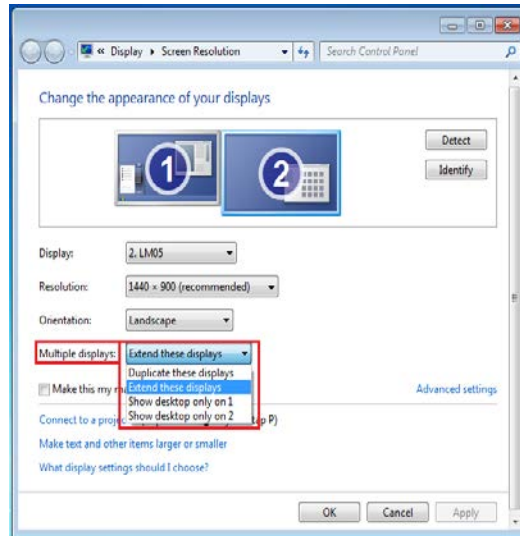 « Display ▸ Screen Resolution
Search Control Panel
Change the appearance of your displays
1
2
Detect
Identify
Display: 2. LM05
Resolution: 1440 × 900 (recommended)
Orientation: Landscape
Multiple displays: Extend these displays
Duplicate these displays
Make this my
Extend these displays
Advanced settings
Show desktop only on 1
Connect to a
Show desktop only on 2
P)
Make text and other items larger or smaller
What display settings should I choose?
OK
Cancel
Apply